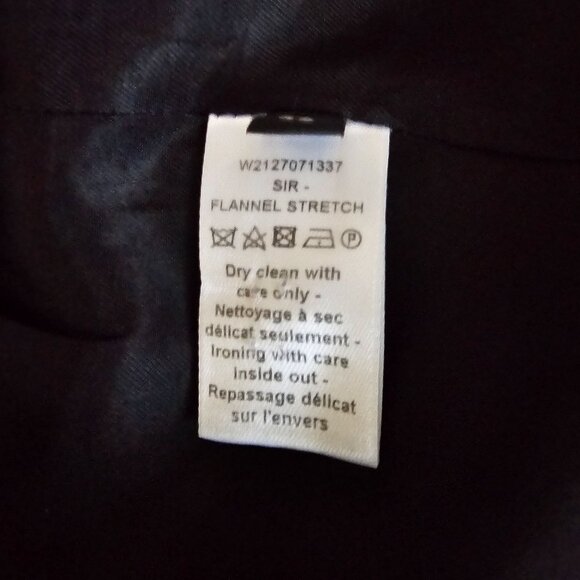 W2127071337
SIR -
FLANNEL STRETCH
P
Dry clean with
care only -
Nettoyage à sec
délicat seulement -
Ironing with care
inside out -
Repassage délicat
sur l'envers